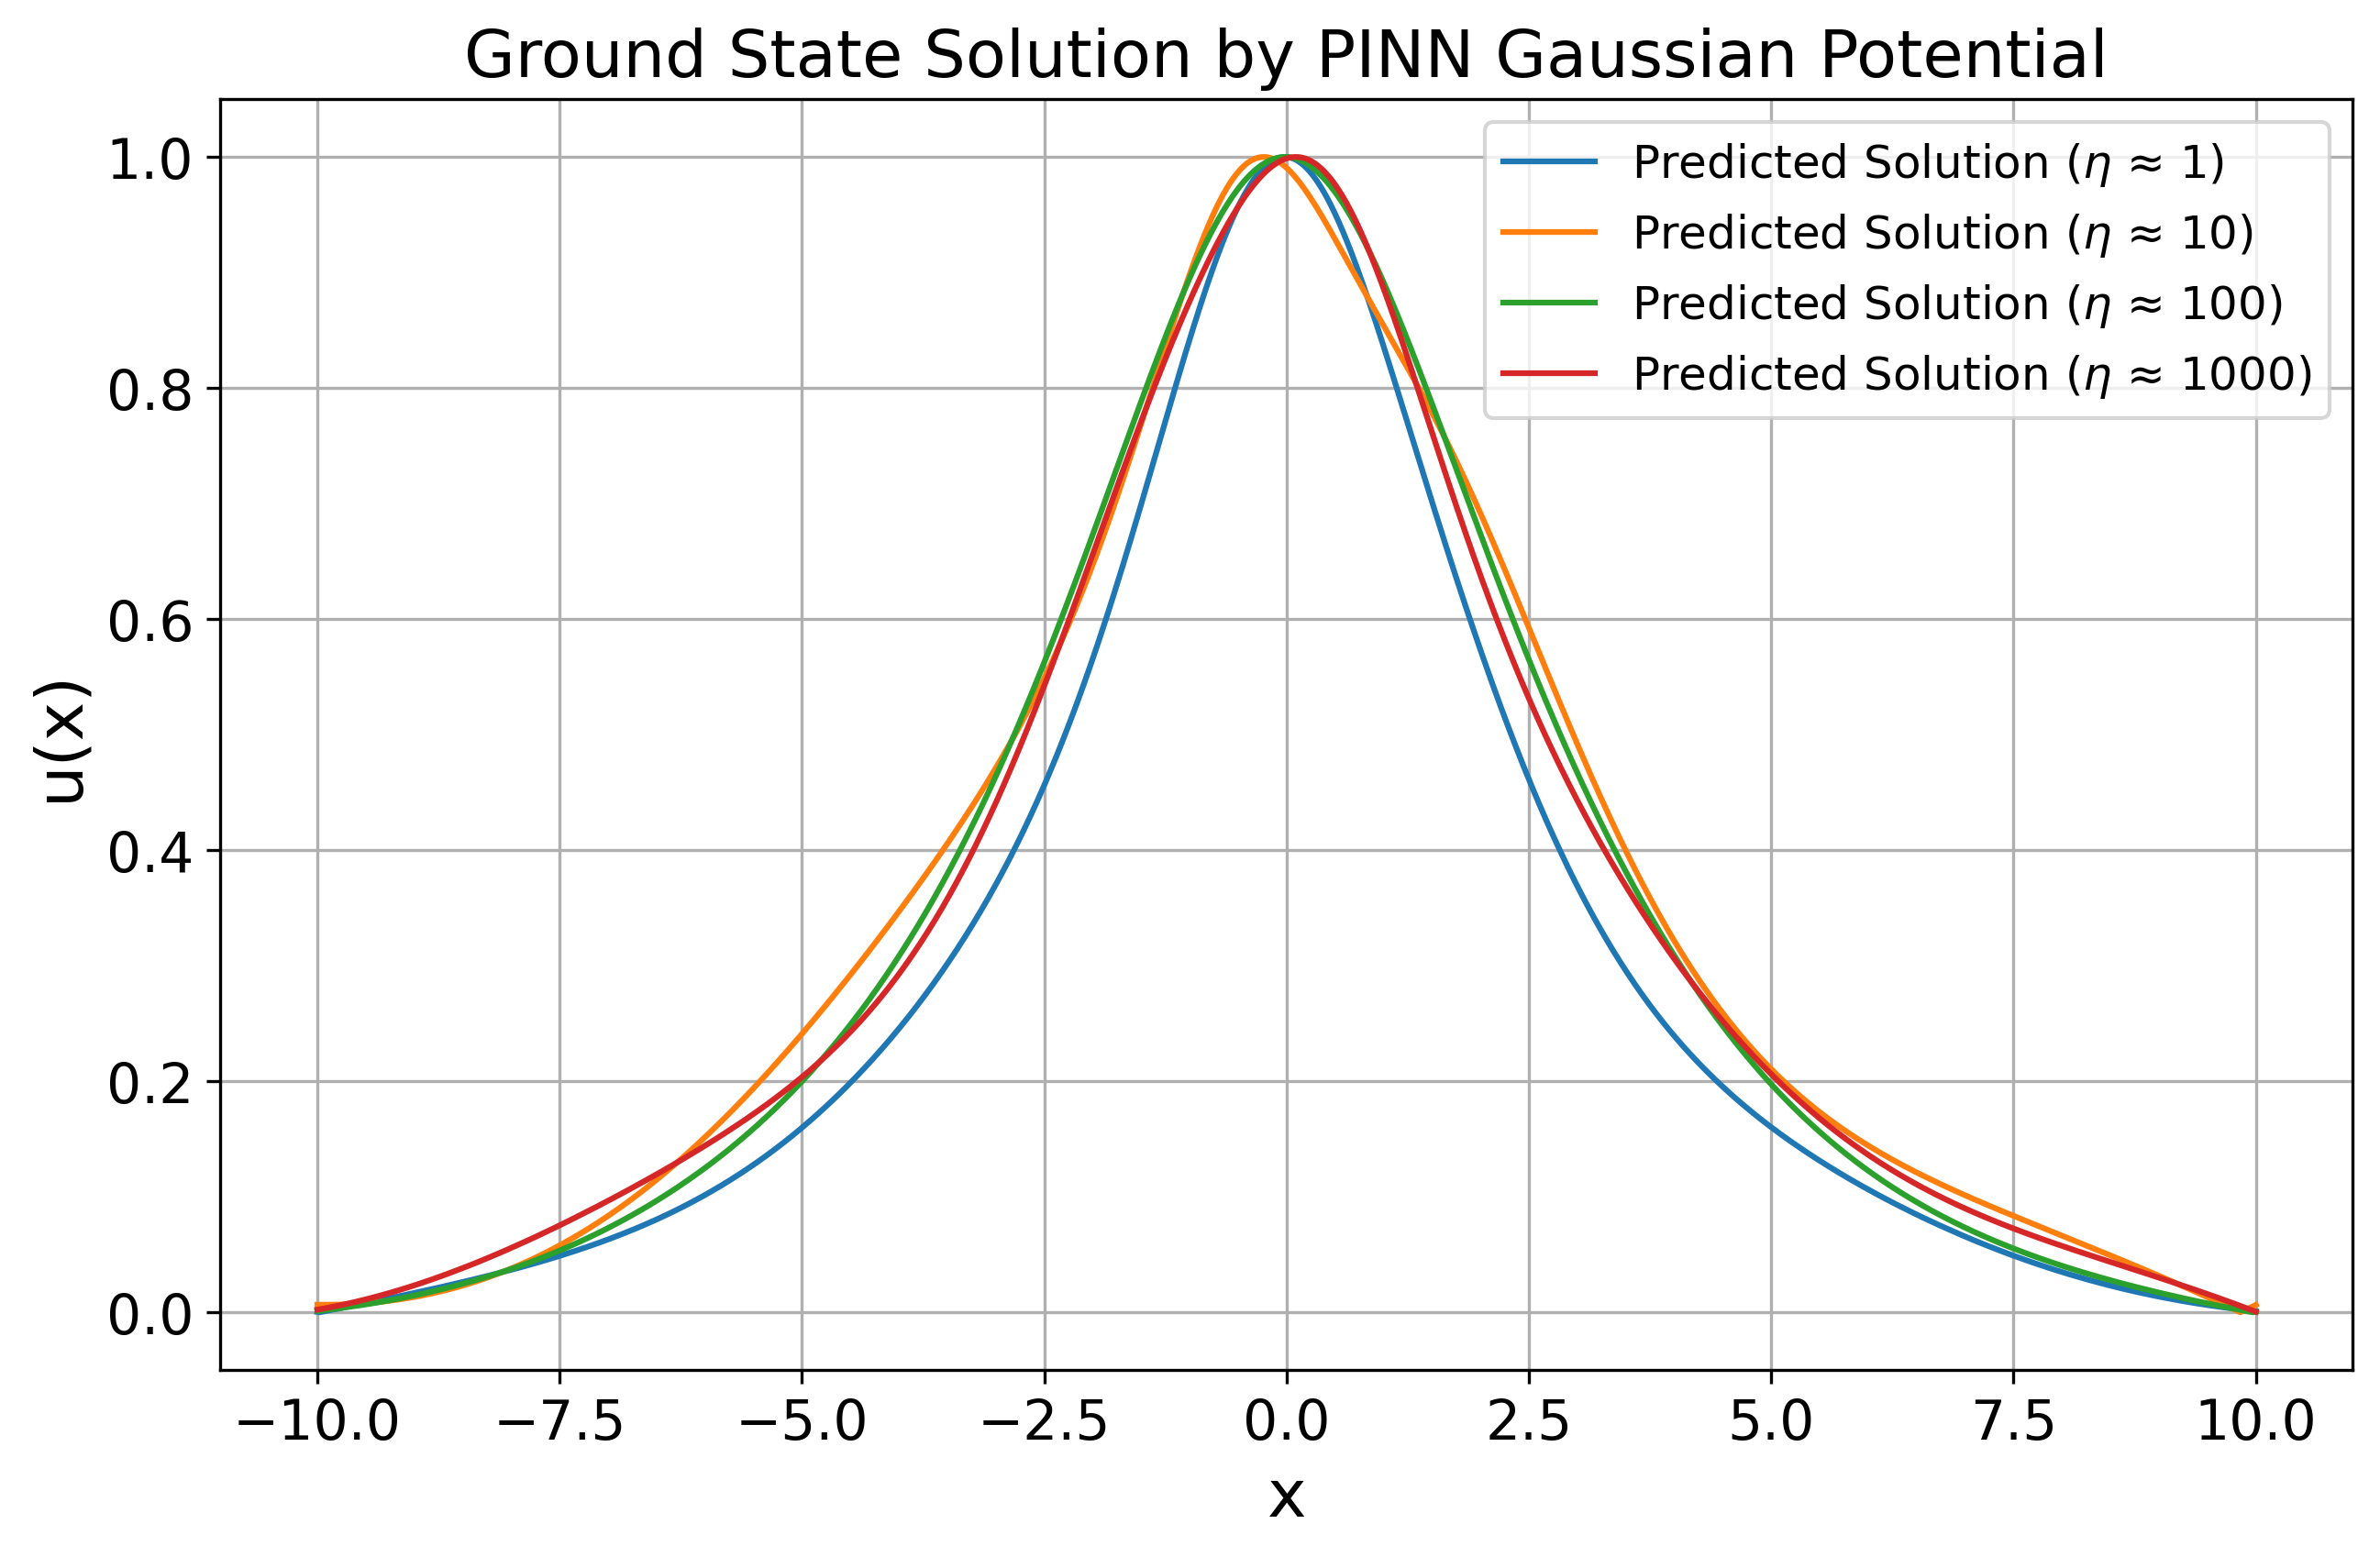 Ground State Solution by PINN Gaussian Potential
Predicted Solution (η ≈ 1)
Predicted Solution (η ≈ 10)
Predicted Solution (η ≈ 100)
Predicted Solution (η ≈ 1000)
u(x)
1.0
0.8
0.6
0.4
0.2
0.0
−10.0 −7.5 −5.0 −2.5 0.0 2.5 5.0 7.5 10.0
x